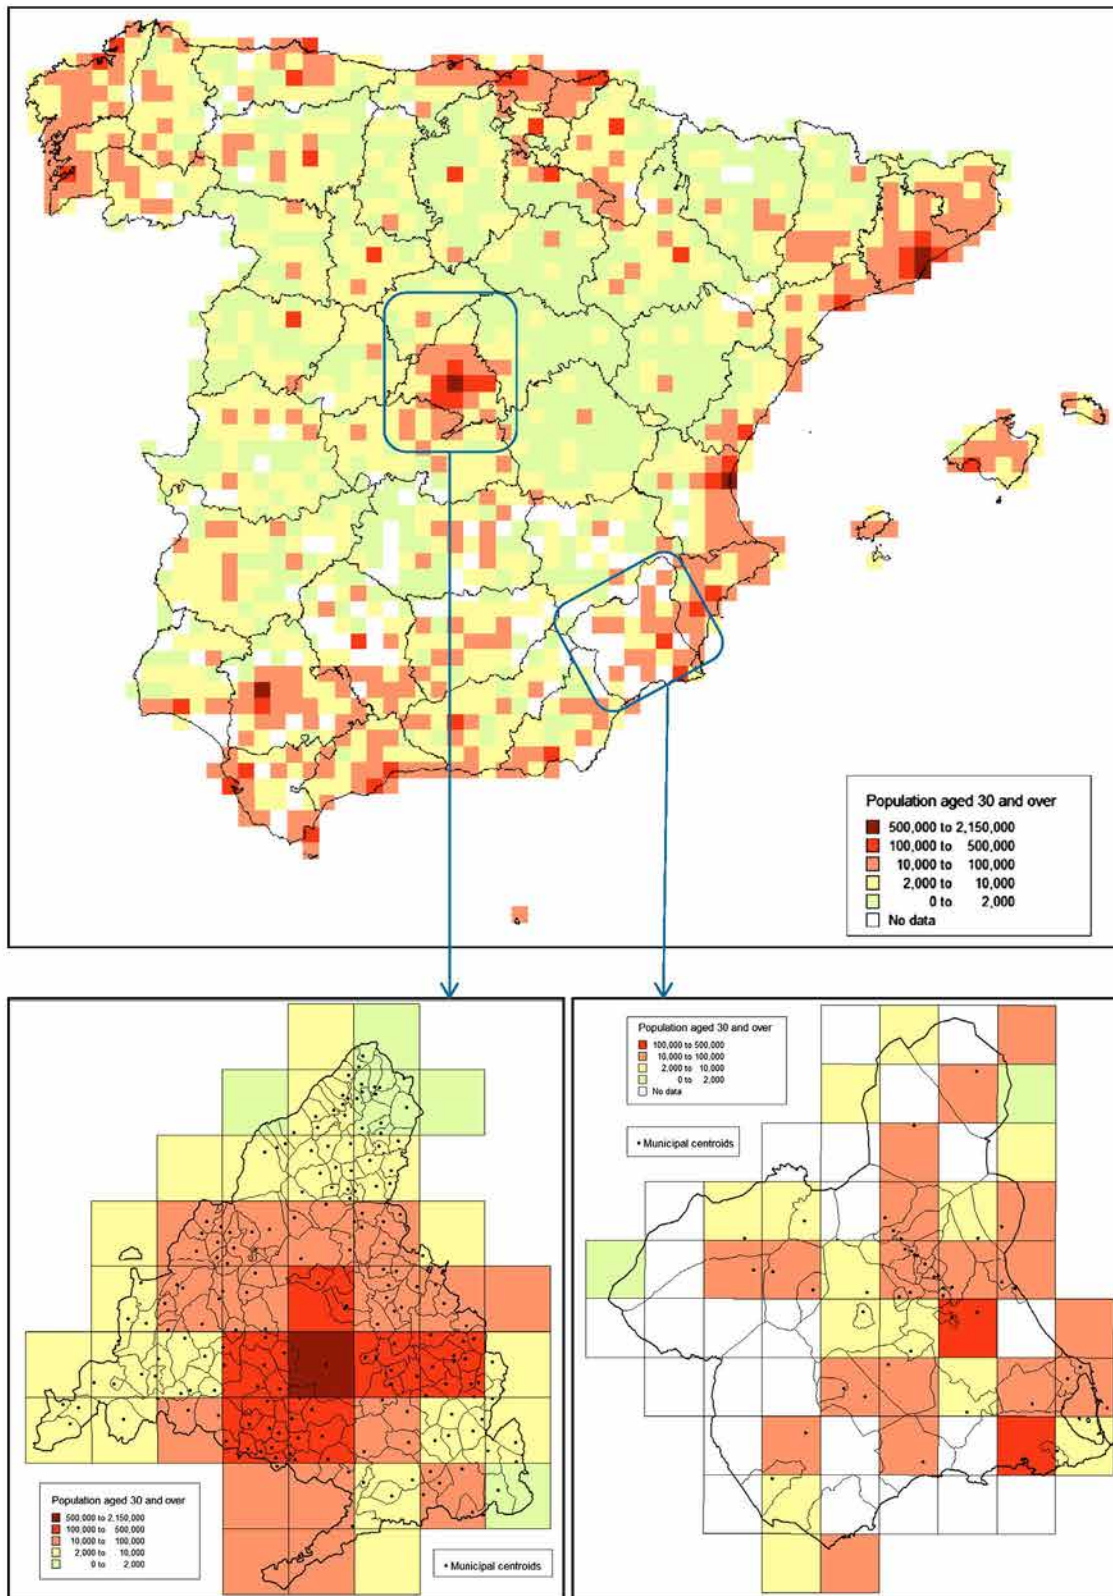 Population aged 30 and over
500,000 to 2,150,000
100,000 to 500,000
10,000 to 100,000
2,000 to 10,000
0 to 2,000
No data
Population aged 30 and over
100,000 to 500,000
10,000 to 100,000
2,000 to 10,000
0 to 2,000
No data
• Municipal centroids
Population aged 30 and over
500,000 to 2,150,000
100,000 to 500,000
10,000 to 100,000
2,000 to 10,000
0 to 2,000
• Municipal centroids